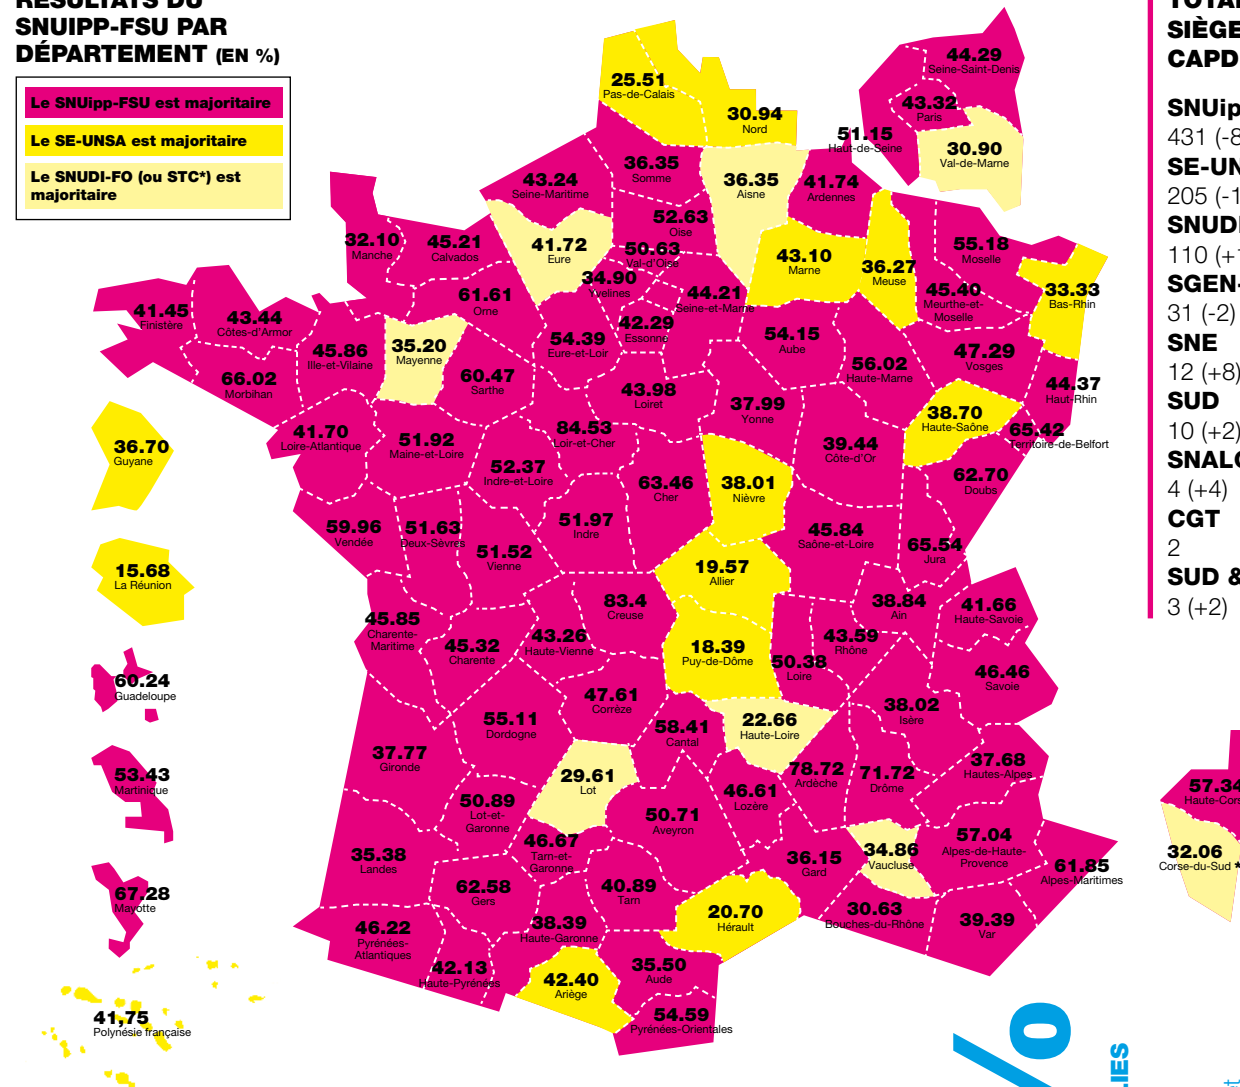 RÉSULTATS DU
SNUIPP-FSU PAR
DÉPARTEMENT (EN %)
Le SNUipp-FSU est majoritaire
Le SE-UNSA est majoritaire
Le SNUDI-FO (ou STC*) est
majoritaire
25.51
Pas-de-Calais
30.94
Nord
44.29
Seine-Saint-Denis
43.32
Paris
51.15
Haut-de-Seine
30.90
Val-de-Marne
43.24
Seine-Maritime
36.35
Somme
36.35
Aisne
41.74
Ardennes
32.10
Manche
45.21
Calvados
41.72
Eure
52.63
Oise
50.63
Val-d'Oise
34.90
Yvelines
43.10
Marne
36.27
Meuse
55.18
Moselle
45.40
Meurthe-et-
Moselle
33.33
Bas-Rhin
41.45
Finistère
43.44
Côtes-d'Armor
61.61
Orne
44.21
Seine-et-Marne
42.29
Essonne
45.86
Ille-et-Vilaine
35.20
Mayenne
54.39
Eure-et-Loir
54.15
Aube
56.02
Haute-Marne
47.29
Vosges
44.37
Haut-Rhin
66.02
Morbihan
60.47
Sarthe
43.98
Loiret
37.99
Yonne
38.70
Haute-Saône
65.42
Territoire-de-Belfort
36.70
Guyane
41.70
Loire-Atlantique
51.92
Maine-et-Loire
84.53
Loir-et-Cher
39.44
Côte-d'Or
52.37
Indre-et-Loire
63.46
Cher
38.01
Nièvre
62.70
Doubs
59.96
Vendée
51.63
Deux-Sèvres
51.52
Vienne
51.97
Indre
45.84
Saône-et-Loire
65.54
Jura
15.68
La Réunion
19.57
Allier
45.85
Charente-
Maritime
45.32
Charente
43.26
Haute-Vienne
83.4
Creuse
18.39
Puy-de-Dôme
50.38
Loire
43.59
Rhône
38.84
Ain
41.66
Haute-Savoie
46.46
Savoie
60.24
Guadeloupe
55.11
Dordogne
47.61
Corrèze
58.41
Cantal
22.66
Haute-Loire
38.02
Isère
37.77
Gironde
29.61
Lot
78.72
Ardèche
71.72
Drôme
37.68
Hautes-Alpes
53.43
Martinique
50.89
Lot-et-
Garonne
46.61
Lozère
50.71
Aveyron
46.67
Tarn-et-
Garonne
35.38
Landes
36.15
Gard
34.86
Vaucluse
57.04
Alpes-de-Haute-
Provence
61.85
Alpes-Maritimes
67.28
Mayotte
62.58
Gers
40.89
Tarn
20.70
Hérault
30.63
Bouches-du-Rhône
39.39
Var
46.22
Pyrénées-
Atlantiques
38.39
Haute-Garonne
42.13
Haute-Pyrénées
42.40
Ariège
35.50
Aude
54.59
Pyrénées-Orientales
41,75
Polynésie française
57.34
Haute-Cors
32.06
Corse-du-Sud *
TOTAL
SIÈGE
CAPD
SNUip
431 (-8
SE-UN
205 (-1
SNUDI
110 (+1
SGEN-
31 (-2)
SNE
12 (+8)
SUD
10 (+2)
SNALC
4 (+4)
CGT
2
SUD &
3 (+2)
%
LIES